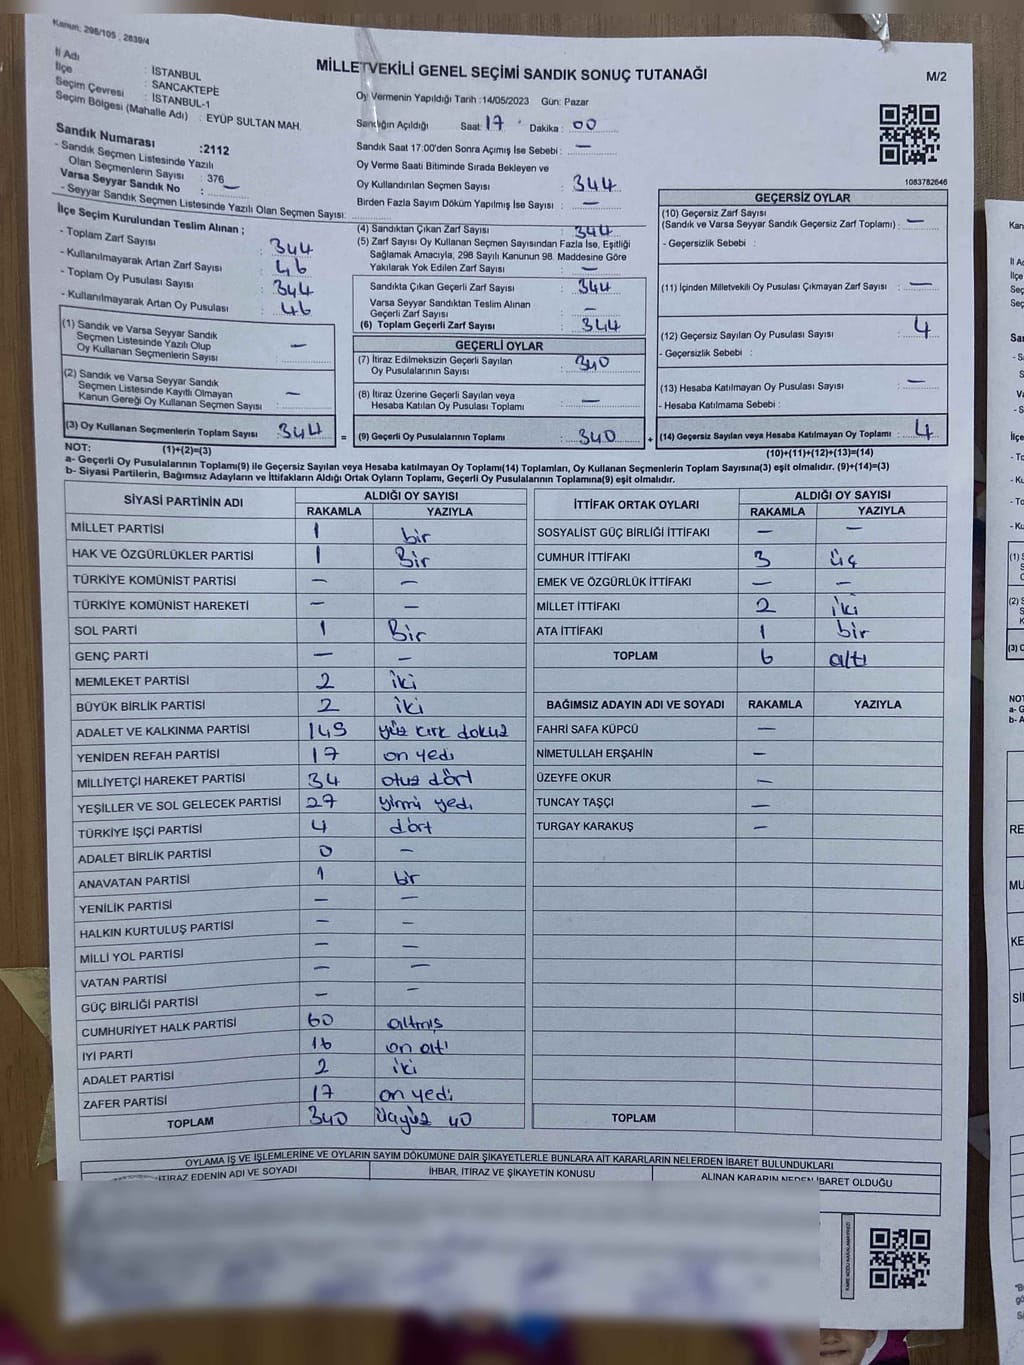 Kanun: 298/105 ; 2839/4
MİLLETVEKİLİ GENEL SEÇİMİ SANDIK SONUÇ TUTANAĞI
M/2
İl Adı : İSTANBUL
İlçe : SANCAKTEPE
Seçim Çevresi : İSTANBUL-1
Seçim Bölgesi (Mahalle Adı) : EYÜP SULTAN MAH.
Sandık Numarası :2112
- Sandık Seçmen Listesinde Yazılı
Olan Seçmenlerin Sayısı : 376
Varsa Seyyar Sandık No : —
- Seyyar Sandık Seçmen Listesinde Yazılı Olan Seçmen Sayısı:
Oy Vermenin Yapıldığı Tarih :14/05/2023 Gün: Pazar
Sandığın Açıldığı Saat: 17 Dakika : 00
Sandık Saat 17:00'den Sonra Açımış İse Sebebi : —
Oy Verme Saati Bitiminde Sırada Bekleyen ve
Oy Kullandırılan Seçmen Sayısı : 344
Birden Fazla Sayım Döküm Yapılmış İse Sayısı : —
1083782646
İlçe Seçim Kurulundan Teslim Alınan ;
- Toplam Zarf Sayısı : 344
- Kullanılmayarak Artan Zarf Sayısı : 46
- Toplam Oy Pusulası Sayısı : 344
- Kullanılmayarak Artan Oy Pusulası : 46
(1) Sandık ve Varsa Seyyar Sandık
Seçmen Listesinde Yazılı Olup
Oy Kullanan Seçmenlerin Sayısı : —
(2) Sandık ve Varsa Seyyar Sandık
Seçmen Listesinde Kayıtlı Olmayan
Kanun Gereği Oy Kullanan Seçmen Sayısı : —
(3) Oy Kullanan Seçmenlerin Toplam Sayısı : 344 =
(1)+(2)=(3)
(4) Sandıktan Çıkan Zarf Sayısı : 344
(5) Zarf Sayısı Oy Kullanan Seçmen Sayısından Fazla İse, Eşitliği
Sağlamak Amacıyla, 298 Sayılı Kanunun 98. Maddesine Göre
Yakılarak Yok Edilen Zarf Sayısı : —
Sandıkta Çıkan Geçerli Zarf Sayısı : 344
Varsa Seyyar Sandıktan Teslim Alınan
Geçerli Zarf Sayısı : —
(6) Toplam Geçerli Zarf Sayısı : 344
GEÇERLİ OYLAR
(7) İtiraz Edilmeksizin Geçerli Sayılan
Oy Pusulalarının Sayısı : 340
(8) İtiraz Üzerine Geçerli Sayılan veya
Hesaba Katılan Oy Pusulası Toplamı : —
(9) Geçerli Oy Pusulalarının Toplamı : 340 +
GEÇERSİZ OYLAR
(10) Geçersiz Zarf Sayısı
(Sandık ve Varsa Seyyar Sandık Geçersiz Zarf Toplamı) : —
- Geçersizlik Sebebi :
(11) İçinden Milletvekili Oy Pusulası Çıkmayan Zarf Sayısı : —
(12) Geçersiz Sayılan Oy Pusulası Sayısı : 4
- Geçersizlik Sebebi :
(13) Hesaba Katılmayan Oy Pusulası Sayısı : —
- Hesaba Katılmama Sebebi :
(14) Geçersiz Sayılan veya Hesaba Katılmayan Oy Toplamı : 4
(10)+(11)+(12)+(13)=(14)
NOT:
a- Geçerli Oy Pusulalarının Toplamı(9) ile Geçersiz Sayılan veya Hesaba katılmayan Oy Toplamı(14) Toplamları, Oy Kullanan Seçmenlerin Toplam Sayısına(3) eşit olmalıdır. (9)+(14)=(3)
b- Siyasi Partilerin, Bağımsız Adayların ve İttifakların Aldığı Ortak Oyların Toplamı, Geçerli Oy Pusulalarının Toplamına(9) eşit olmalıdır.
SİYASİ PARTİNİN ADI ALDIĞI OY SAYISI
RAKAMLA YAZIYLA
MİLLET PARTİSİ 1 bir
HAK VE ÖZGÜRLÜKLER PARTİSİ 1 Bir
TÜRKİYE KOMÜNİST PARTİSİ — —
TÜRKİYE KOMÜNİST HAREKETİ — —
SOL PARTİ 1 Bir
GENÇ PARTİ — —
MEMLEKET PARTİSİ 2 iki
BÜYÜK BİRLİK PARTİSİ 2 iki
ADALET VE KALKINMA PARTİSİ 149 yüz kırk dokuz
YENİDEN REFAH PARTİSİ 17 on yedi
MİLLİYETÇİ HAREKET PARTİSİ 34 otuz dört
YEŞİLLER VE SOL GELECEK PARTİSİ 27 yirmi yedi
TÜRKİYE İŞÇİ PARTİSİ 4 dört
ADALET BİRLİK PARTİSİ 0 —
ANAVATAN PARTİSİ 1 bir
YENİLİK PARTİSİ — —
HALKIN KURTULUŞ PARTİSİ — —
MİLLİ YOL PARTİSİ — —
VATAN PARTİSİ — —
GÜÇ BİRLİĞİ PARTİSİ — —
CUMHURİYET HALK PARTİSİ 60 altmış
İYİ PARTİ 16 on altı
ADALET PARTİSİ 2 iki
ZAFER PARTİSİ 17 on yedi
TOPLAM 340 üçyüz 40
İTTİFAK ORTAK OYLARI ALDIĞI OY SAYISI
RAKAMLA YAZIYLA
SOSYALİST GÜÇ BİRLİĞİ İTTİFAKI — —
CUMHUR İTTİFAKI 3 üç
EMEK VE ÖZGÜRLÜK İTTİFAKI — —
MİLLET İTTİFAKI 2 iki
ATA İTTİFAKI 1 bir
TOPLAM 6 altı
BAĞIMSIZ ADAYIN ADI VE SOYADI RAKAMLA YAZIYLA
FAHRİ SAFA KÜPCÜ —
NİMETULLAH ERŞAHİN —
ÜZEYFE OKUR —
TUNCAY TAŞÇI —
TURGAY KARAKUŞ —
TOPLAM
OYLAMA İŞ VE İŞLEMLERİNE VE OYLARIN SAYIM DÖKÜMÜNE DAİR ŞİKAYETLERLE BUNLARA AİT KARARLARIN NELERDEN İBARET BULUNDUKLARI
İTİRAZ EDENİN ADI VE SOYADI İHBAR, İTİRAZ VE ŞİKAYETİN KONUSU ALINAN KARARIN NEDEN İBARET OLDUĞU